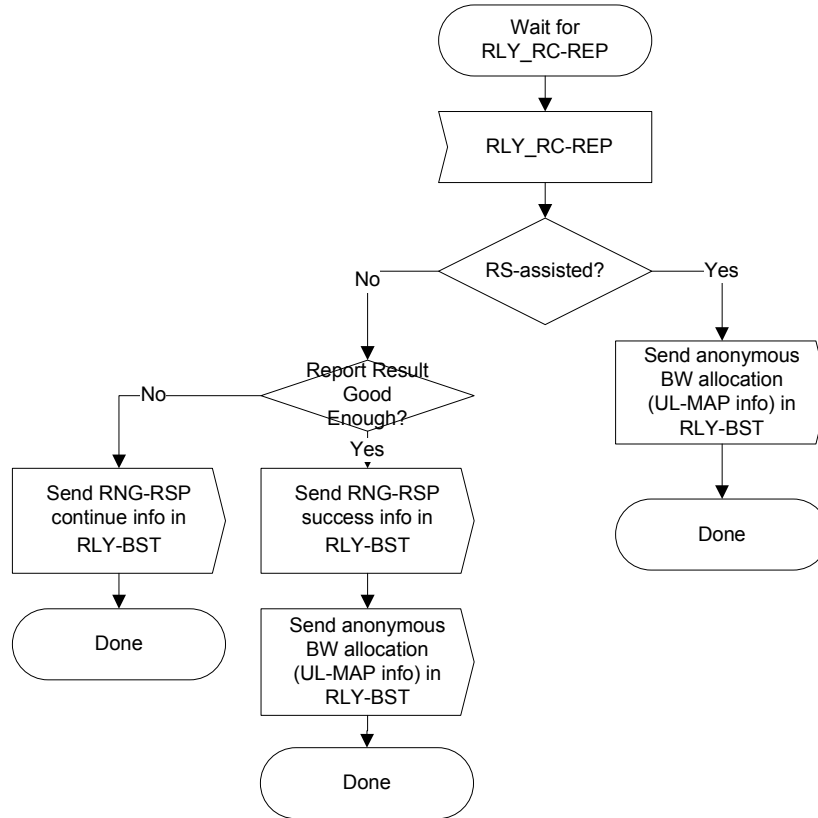 Wait for
RLY_RC-REP
RLY_RC-REP
RS-assisted?
No
Yes
Send anonymous
BW allocation
(UL-MAP info) in
RLY-BST
Done
Report Result
Good
Enough?
No
Yes
Send RNG-RSP
continue info in
RLY-BST
Done
Send RNG-RSP
success info in
RLY-BST
Send anonymous
BW allocation
(UL-MAP info) in
RLY-BST
Done